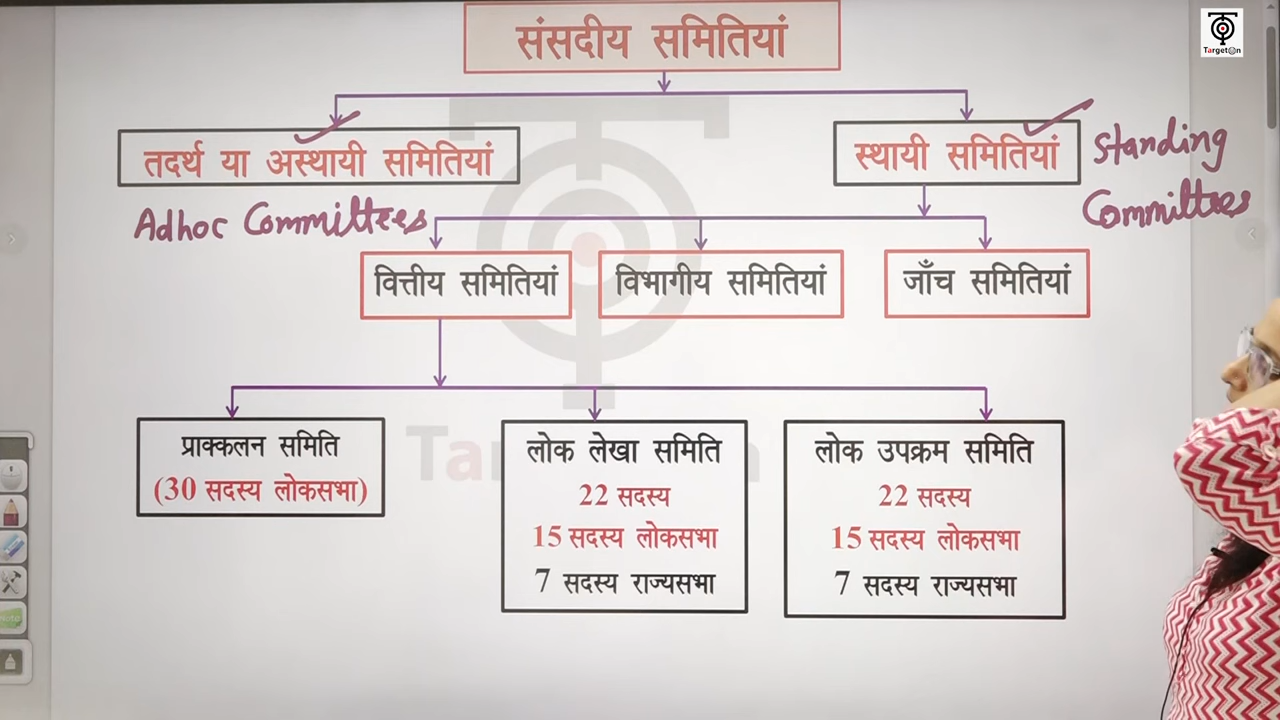 संसदीय समितियां
TargetOn
तदर्थ या अस्थायी समितियां
स्थायी समितियां
Standing
Committees
Adhoc Committees
वित्तीय समितियां
विभागीय समितियां
जाँच समितियां
प्राक्कलन समिति
(30 सदस्य लोकसभा)
लोक लेखा समिति
22 सदस्य
15 सदस्य लोकसभा
7 सदस्य राज्यसभा
लोक उपक्रम समिति
22 सदस्य
15 सदस्य लोकसभा
7 सदस्य राज्यसभा